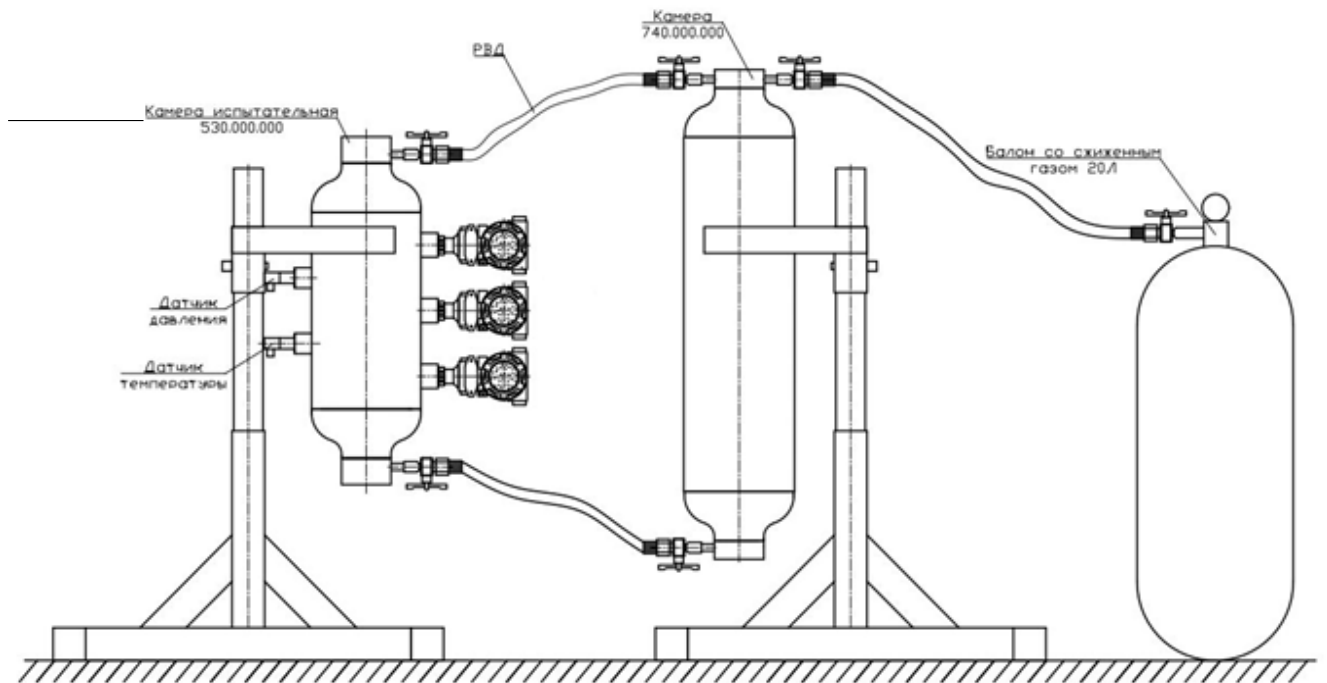 Камера
740.000.000
РВД
Камера испытательная
530.000.000
Балон со сжиженным
газом 20Л
Датчик
давления
Датчик
температуры